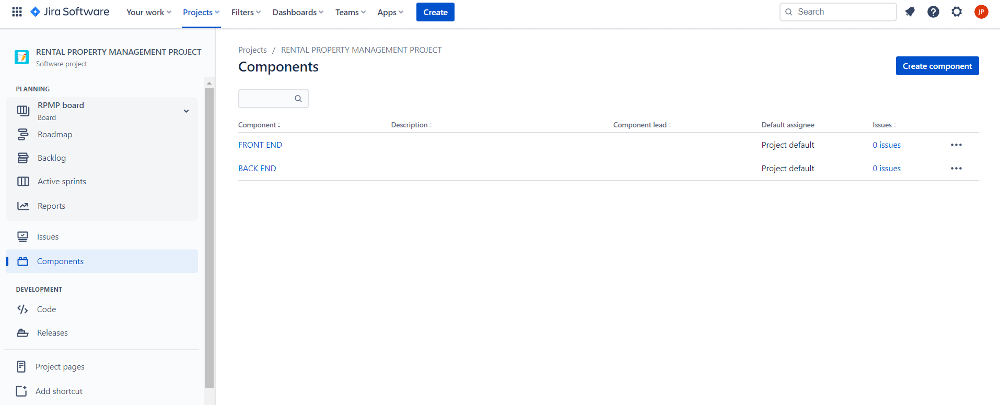 Jira Software Your work Projects Filters Dashboards Teams Apps Create Search JP
RENTAL PROPERTY MANAGEMENT PROJECT
Software project
PLANNING
RPMP board
Board
Roadmap
Backlog
Active sprints
Reports
Issues
Components
DEVELOPMENT
Code
Releases
Project pages
Add shortcut
Projects / RENTAL PROPERTY MANAGEMENT PROJECT
Components
Create component
Component Description Component lead Default assignee Issues
FRONT END Project default 0 issues
BACK END Project default 0 issues